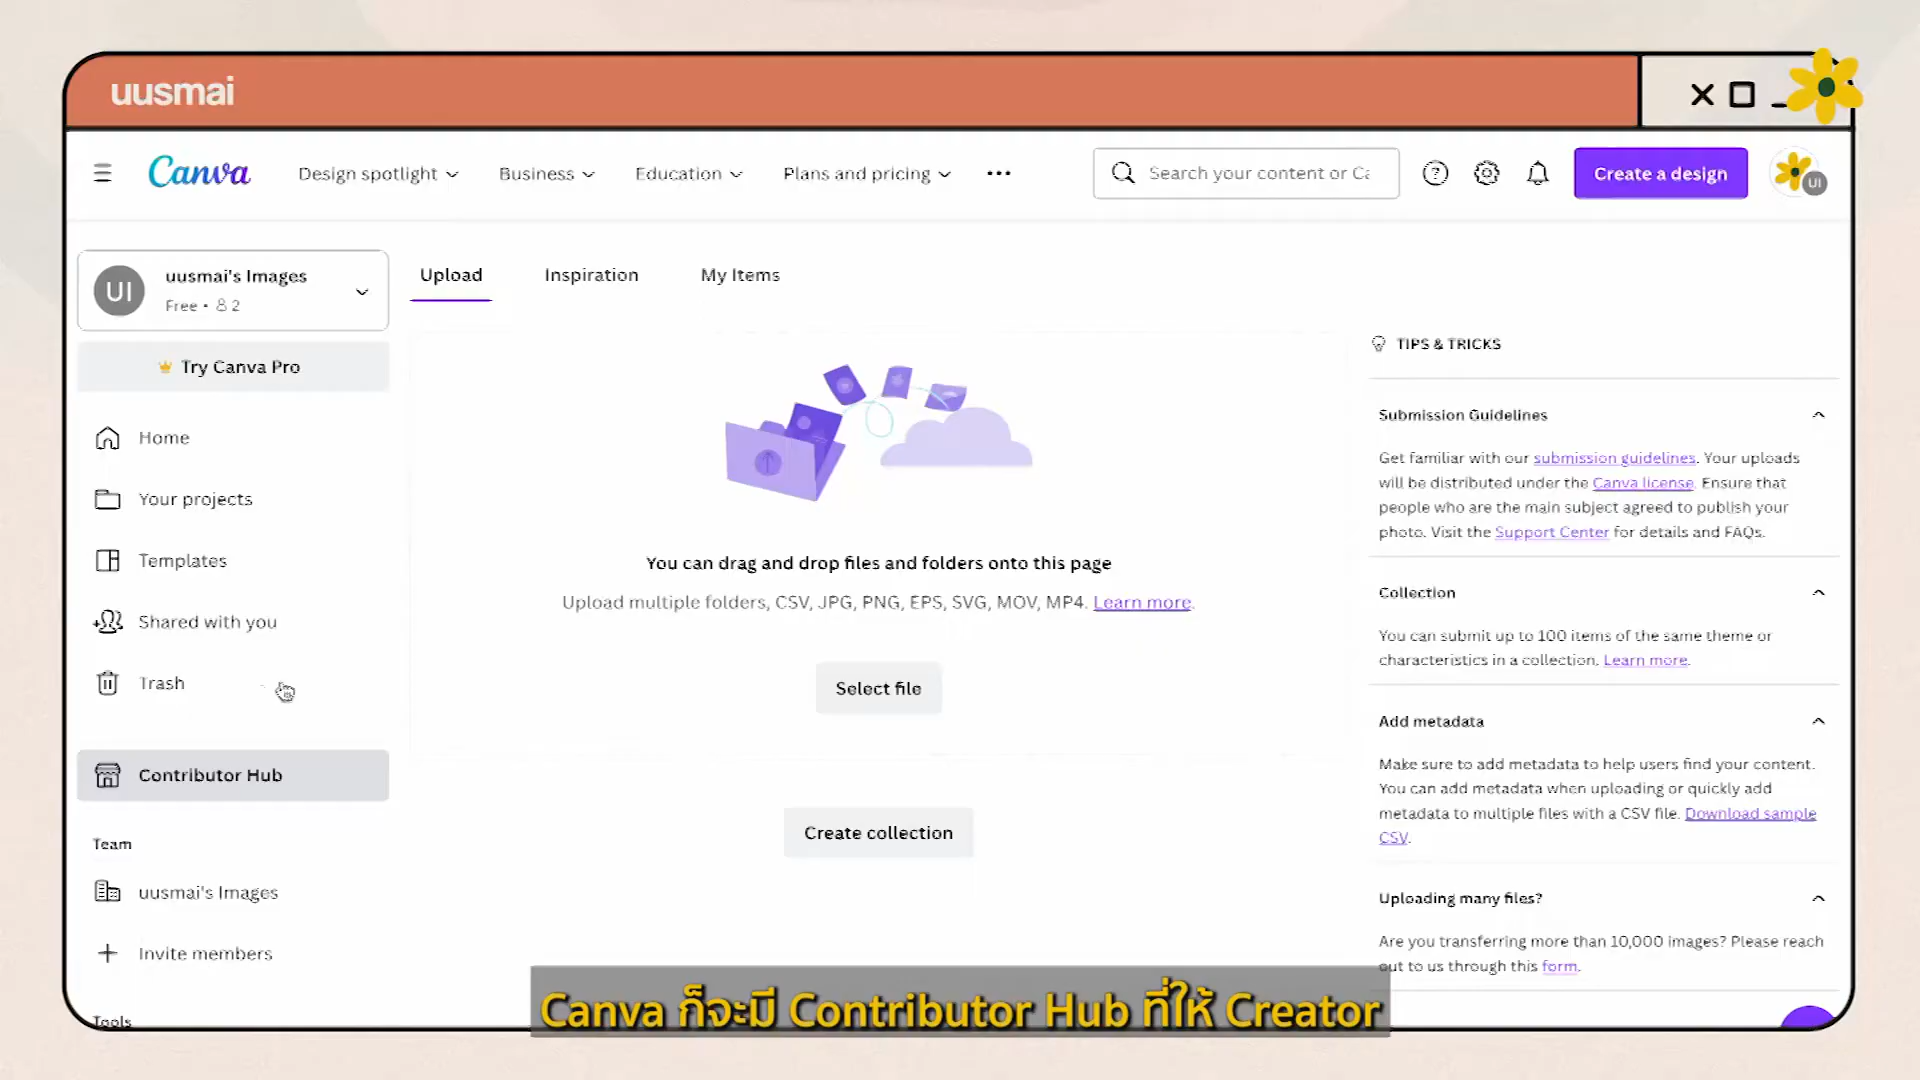 uusmai
Canva
Design spotlight
Business
Education
Plans and pricing
Search your content or Ca
Create a design
UI
UI
uusmai's Images
Free • 2
Try Canva Pro
Home
Your projects
Templates
Shared with you
Trash
Contributor Hub
Team
uusmai's Images
Invite members
Tools
Upload
Inspiration
My Items
You can drag and drop files and folders onto this page
Upload multiple folders, CSV, JPG, PNG, EPS, SVG, MOV, MP4. Learn more.
Select file
Create collection
TIPS & TRICKS
Submission Guidelines
Get familiar with our submission guidelines. Your uploads
will be distributed under the Canva license. Ensure that
people who are the main subject agreed to publish your
photo. Visit the Support Center for details and FAQs.
Collection
You can submit up to 100 items of the same theme or
characteristics in a collection. Learn more.
Add metadata
Make sure to add metadata to help users find your content.
You can add metadata when uploading or quickly add
metadata to multiple files with a CSV file. Download sample
CSV.
Uploading many files?
Are you transferring more than 10,000 images? Please reach
out to us through this form.
Canva ก็จะมี Contributor Hub ที่ให้ Creator